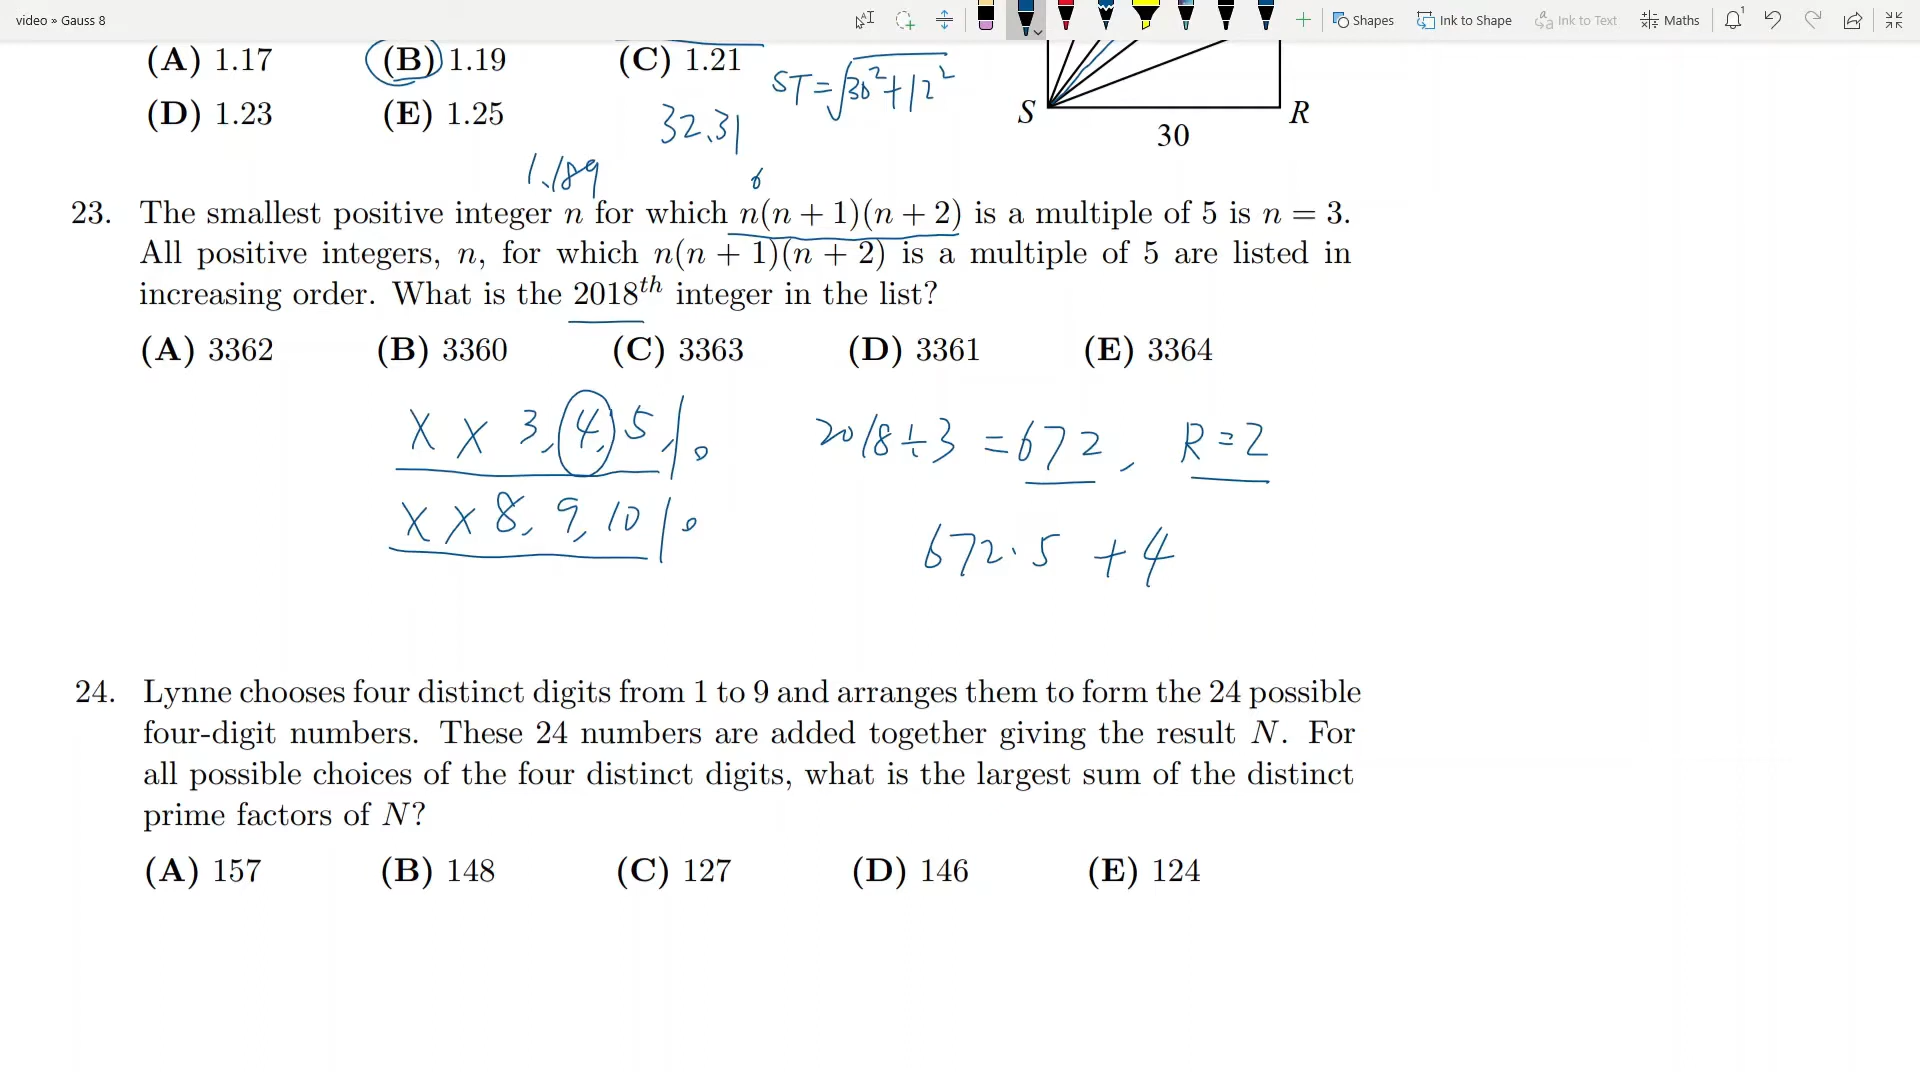 video » Gauss 8
Shapes Ink to Shape Ink to Text Maths 1
(A) 1.17 (B) 1.19 (C) 1.21
ST=√30²+12²
(D) 1.23 (E) 1.25
32.31
S R
30
1.189
23. The smallest positive integer n for which n(n + 1)(n + 2) is a multiple of 5 is n = 3.
All positive integers, n, for which n(n + 1)(n + 2) is a multiple of 5 are listed in
increasing order. What is the 2018th integer in the list?
(A) 3362 (B) 3360 (C) 3363 (D) 3361 (E) 3364
X X 3, 4, 5, 2018÷3 = 672, R=2
X X 8, 9, 10
672·5 + 4
24. Lynne chooses four distinct digits from 1 to 9 and arranges them to form the 24 possible
four-digit numbers. These 24 numbers are added together giving the result N. For
all possible choices of the four distinct digits, what is the largest sum of the distinct
prime factors of N?
(A) 157 (B) 148 (C) 127 (D) 146 (E) 124